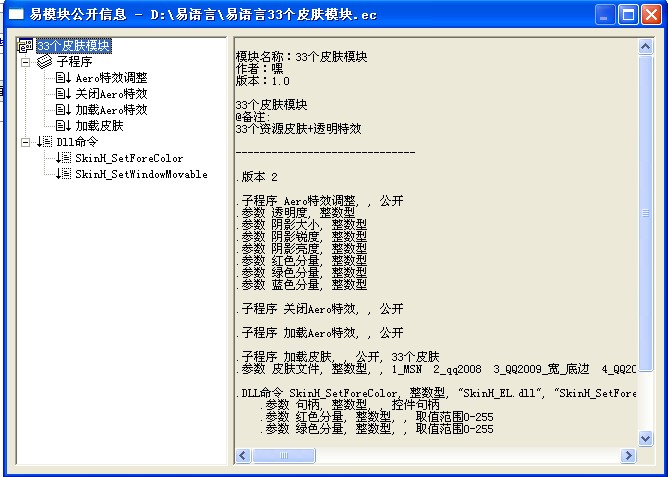 易模块公开信息 - D:\易语言\易语言33个皮肤模块.ec
33个皮肤模块
子程序
Aero特效调整
关闭Aero特效
加载Aero特效
加载皮肤
Dll命令
SkinH_SetForeColor
SkinH_SetWindowMovable
模块名称：33个皮肤模块
作者：嘿
版本：1.0
33个皮肤模块
@备注:
33个资源皮肤+透明特效
------------------------------
.版本 2
.子程序 Aero特效调整, , 公开
.参数 透明度, 整数型
.参数 阴影大小, 整数型
.参数 阴影锐度, 整数型
.参数 阴影亮度, 整数型
.参数 红色分量, 整数型
.参数 绿色分量, 整数型
.参数 蓝色分量, 整数型
.子程序 关闭Aero特效, , 公开
.子程序 加载Aero特效, , 公开
.子程序 加载皮肤, , 公开, 33个皮肤
.参数 皮肤文件, 整数型, , 1_MSN 2_qq2008 3_QQ2009_宽_底边 4_QQ20
.DLL命令 SkinH_SetForeColor, 整数型, "SkinH_EL.dll", "SkinH_SetFore
.参数 句柄, 整数型, , 控件句柄
.参数 红色分量, 整数型, , 取值范围0-255
.参数 绿色分量, 整数型, , 取值范围0-255